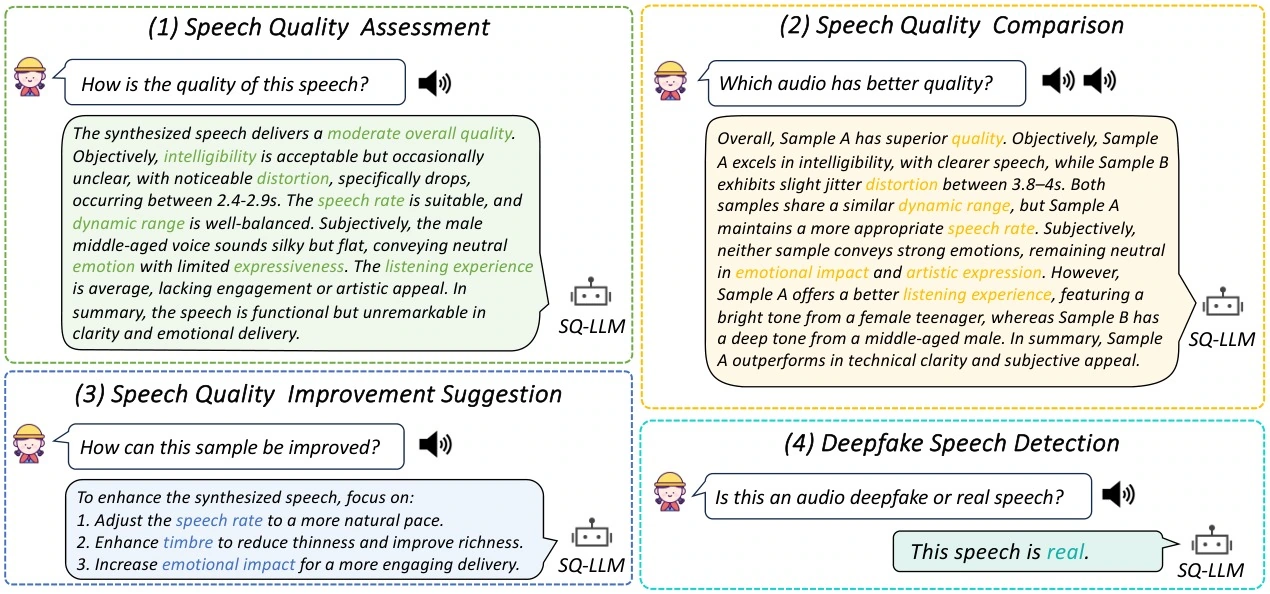 (1) Speech Quality Assessment
How is the quality of this speech?
The synthesized speech delivers a moderate overall quality.
Objectively, intelligibility is acceptable but occasionally
unclear, with noticeable distortion, specifically drops,
occurring between 2.4-2.9s. The speech rate is suitable, and
dynamic range is well-balanced. Subjectively, the male
middle-aged voice sounds silky but flat, conveying neutral
emotion with limited expressiveness. The listening experience
is average, lacking engagement or artistic appeal. In
summary, the speech is functional but unremarkable in
clarity and emotional delivery.
SQ-LLM
(2) Speech Quality Comparison
Which audio has better quality?
Overall, Sample A has superior quality. Objectively, Sample
A excels in intelligibility, with clearer speech, while Sample B
exhibits slight jitter distortion between 3.8–4s. Both
samples share a similar dynamic range, but Sample A
maintains a more appropriate speech rate. Subjectively,
neither sample conveys strong emotions, remaining neutral
in emotional impact and artistic expression. However,
Sample A offers a better listening experience, featuring a
bright tone from a female teenager, whereas Sample B has
a deep tone from a middle-aged male. In summary, Sample
A outperforms in technical clarity and subjective appeal.
SQ-LLM
(3) Speech Quality Improvement Suggestion
How can this sample be improved?
To enhance the synthesized speech, focus on:
1. Adjust the speech rate to a more natural pace.
2. Enhance timbre to reduce thinness and improve richness.
3. Increase emotional impact for a more engaging delivery.
SQ-LLM
(4) Deepfake Speech Detection
Is this an audio deepfake or real speech?
This speech is real.
SQ-LLM